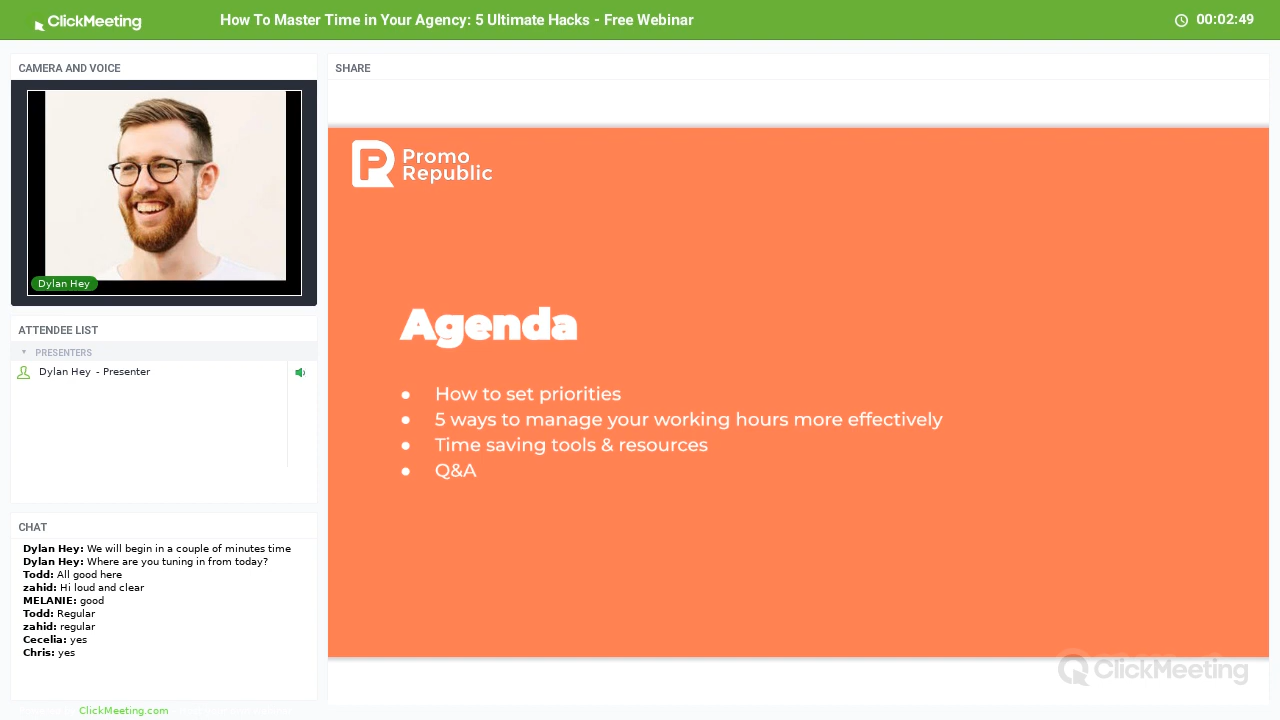 ClickMeeting
How To Master Time in Your Agency: 5 Ultimate Hacks - Free Webinar
00:02:49
CAMERA AND VOICE
Dylan Hey
ATTENDEE LIST
PRESENTERS
Dylan Hey - Presenter
CHAT
Dylan Hey: We will begin in a couple of minutes time
Dylan Hey: Where are you tuning in from today?
Todd: All good here
zahid: Hi loud and clear
MELANIE: good
Todd: Regular
zahid: regular
Cecelia: yes
Chris: yes
ClickMeeting.com
SHARE
Promo
Republic
Agenda
● How to set priorities
● 5 ways to manage your working hours more effectively
● Time saving tools & resources
● Q&A
ClickMeeting